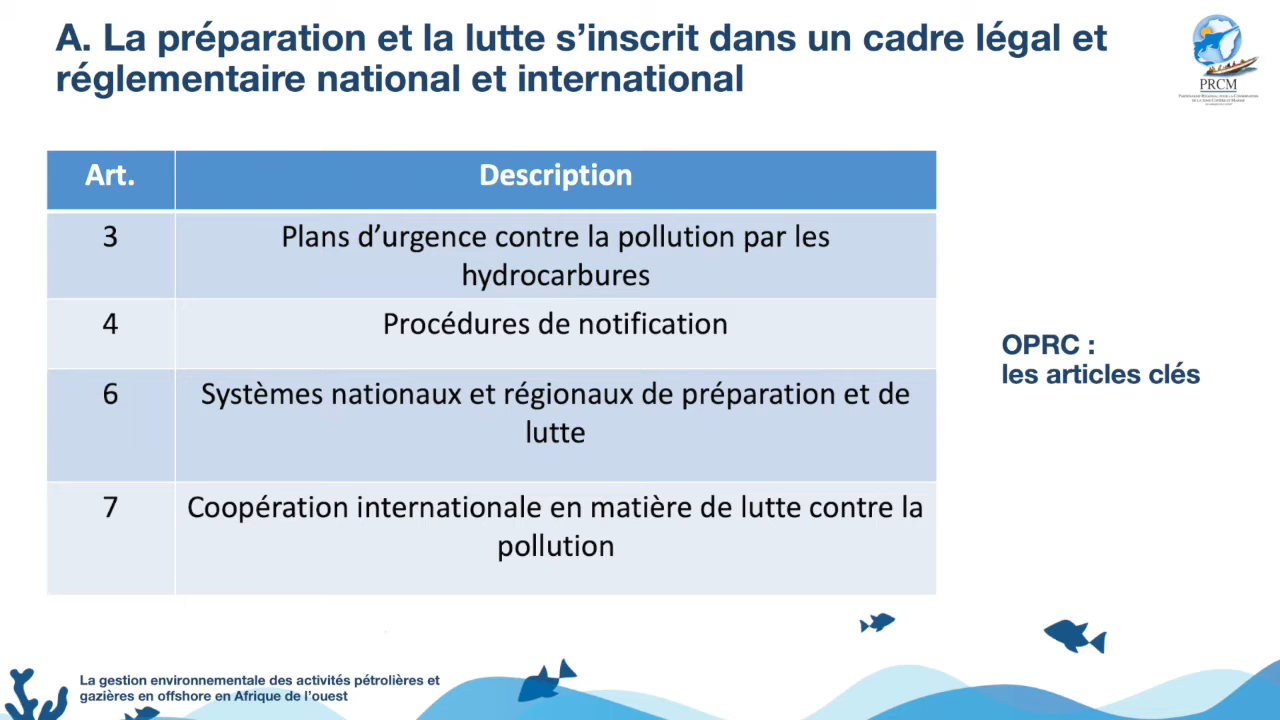 A. La préparation et la lutte s’inscrit dans un cadre légal et
réglementaire national et international
PRCM
Art.
Description
3
Plans d’urgence contre la pollution par les
hydrocarbures
4
Procédures de notification
6
Systèmes nationaux et régionaux de préparation et de
lutte
7
Coopération internationale en matière de lutte contre la
pollution
OPRC :
les articles clés
La gestion environnementale des activités pétrolières et
gazières en offshore en Afrique de l’ouest